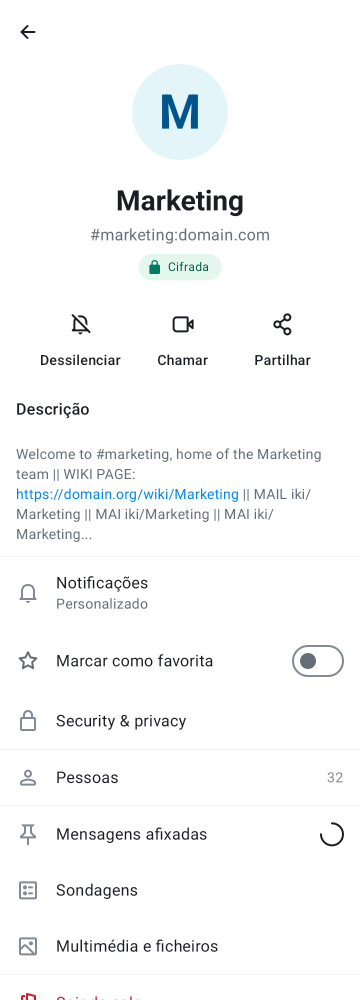 M
Marketing
#marketing:domain.com
Cifrada
Dessilenciar Chamar Partilhar
Descrição
Welcome to #marketing, home of the Marketing
team || WIKI PAGE:
https://domain.org/wiki/Marketing || MAIL iki/
Marketing || MAI iki/Marketing || MAI iki/
Marketing...
Notificações
Personalizado
Marcar como favorita
Security & privacy
Pessoas 32
Mensagens afixadas
Sondagens
Multimédia e ficheiros